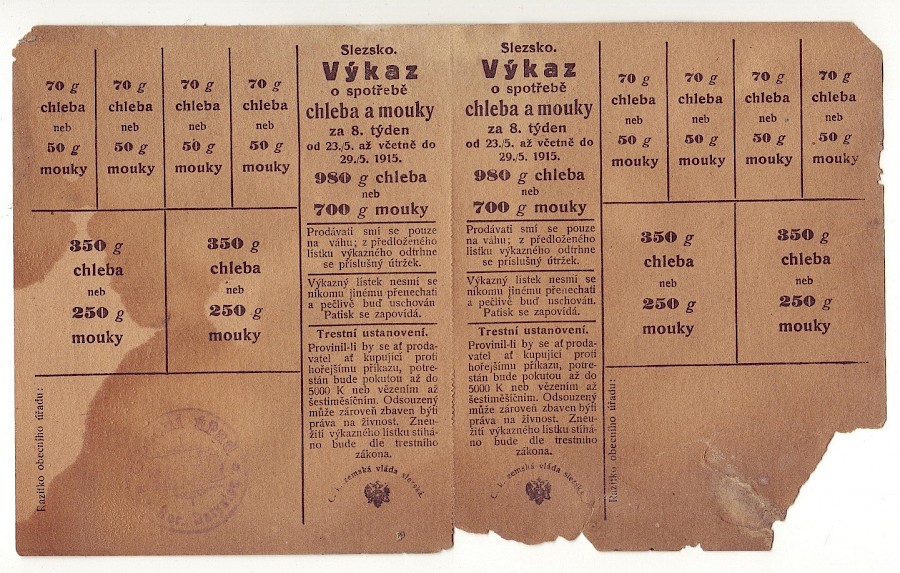 70 g
chleba
neb
50 g
mouky
70 g
chleba
neb
50 g
mouky
70 g
chleba
neb
50 g
mouky
70 g
chleba
neb
50 g
mouky
350 g
chleba
neb
250 g
mouky
350 g
chleba
neb
250 g
mouky
Razítko obecního úřadu:
Slezsko.
Výkaz
o spotřebě
chleba a mouky
za 8. týden
od 23./5. až včetně do
29./5. 1915.
980 g chleba
neb
700 g mouky
Prodávati smí se pouze
na váhu; z předloženého
lístku výkazného odtrhne
se příslušný útržek.
Výkazný lístek nesmí se
nikomu jinému přenechati
a pečlivě buď uschován.
Patisk se zapovídá.
Trestní ustanovení.
Provinil-li by se ať proda-
vatel ať kupující proti
hořejšímu příkazu, potre-
stán bude pokutou až do
5000 K neb vězením až
šestiměsíčním. Odsouzený
může zároveň zbaven býti
práva na živnost. Zneu-
žití výkazného lístku stihá-
no bude dle trestního
zákona.
C. k. zemská vláda slezská.
Slezsko.
Výkaz
o spotřebě
chleba a mouky
za 8. týden
od 23./5. až včetně do
29./5. 1915.
980 g chleba
neb
700 g mouky
Prodávati smí se pouze
na váhu; z předloženého
lístku výkazného odtrhne
se příslušný útržek.
Výkazný lístek nesmí se
nikomu jinému přenechati
a pečlivě buď uschován.
Patisk se zapovídá.
Trestní ustanovení.
Provinil-li by se ať proda-
vatel ať kupující proti
hořejšímu příkazu, potre-
stán bude pokutou až do
5000 K neb vězením až
šestiměsíčním. Odsouzený
může zároveň zbaven býti
práva na živnost. Zneu-
žití výkazného lístku stihá-
no bude dle trestního
zákona.
C. k. zemská vláda slezská.
70 g
chleba
neb
50 g
mouky
70 g
chleba
neb
50 g
mouky
70 g
chleba
neb
50 g
mouky
70 g
chleba
neb
50 g
mouky
350 g
chleba
neb
250 g
mouky
350 g
chleba
neb
250 g
mouky
Razítko obecního úřadu: